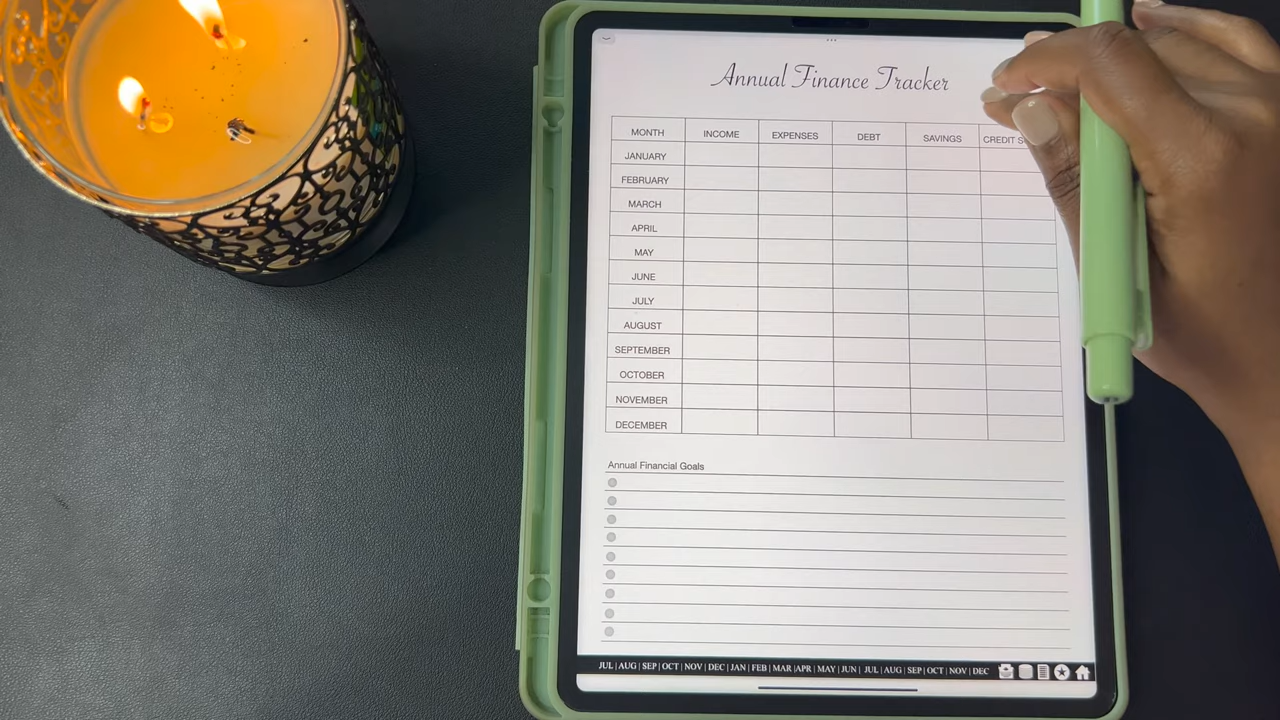 Annual Finance Tracker
MONTH INCOME EXPENSES DEBT SAVINGS CREDIT
JANUARY
FEBRUARY
MARCH
APRIL
MAY
JUNE
JULY
AUGUST
SEPTEMBER
OCTOBER
NOVEMBER
DECEMBER
Annual Financial Goals
JUL | AUG | SEP | OCT | NOV | DEC | JAN | FEB | MAR | APR | MAY | JUN | JUL | AUG | SEP | OCT | NOV | DEC